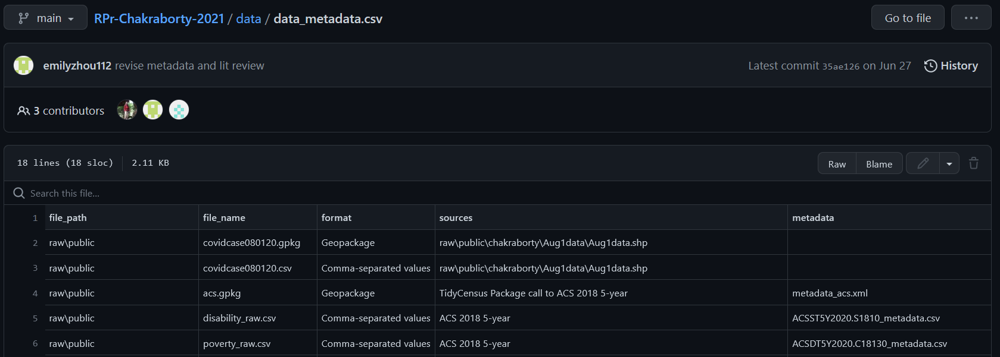 main RPr-Chakraborty-2021 / data / data_metadata.csv Go to file ...
emilyzhou112 revise metadata and lit review Latest commit 35ae126 on Jun 27 History
3 contributors
18 lines (18 sloc) 2.11 KB Raw Blame
Search this file...
1 file_path file_name format sources metadata
2 raw\public covidcase080120.gpkg Geopackage raw\public\chakraborty\Aug1data\Aug1data.shp
3 raw\public covidcase080120.csv Comma-separated values raw\public\chakraborty\Aug1data\Aug1data.shp
4 raw\public acs.gpkg Geopackage TidyCensus Package call to ACS 2018 5-year metadata_acs.xml
5 raw\public disability_raw.csv Comma-separated values ACS 2018 5-year ACSST5Y2020.S1810_metadata.csv
6 raw\public poverty_raw.csv Comma-separated values ACS 2018 5-year ACSDT5Y2020.C18130_metadata.csv